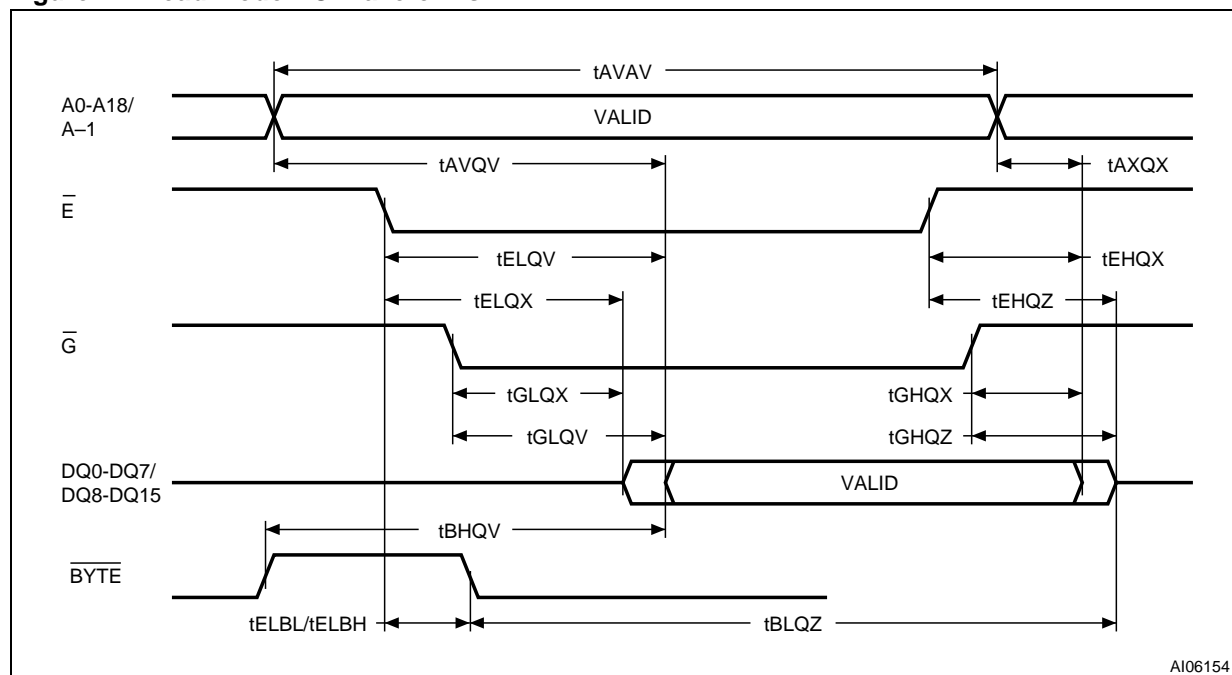 tAVAV
A0-A18/
A–1
VALID
tAVQV
tAXQX
E
tELQV
tEHQX
tELQX
tEHQZ
G
tGLQX
tGHQX
tGLQV
tGHQZ
DQ0-DQ7/
DQ8-DQ15
VALID
tBHQV
BYTE
tELBL/tELBH
tBLQZ
AI06154